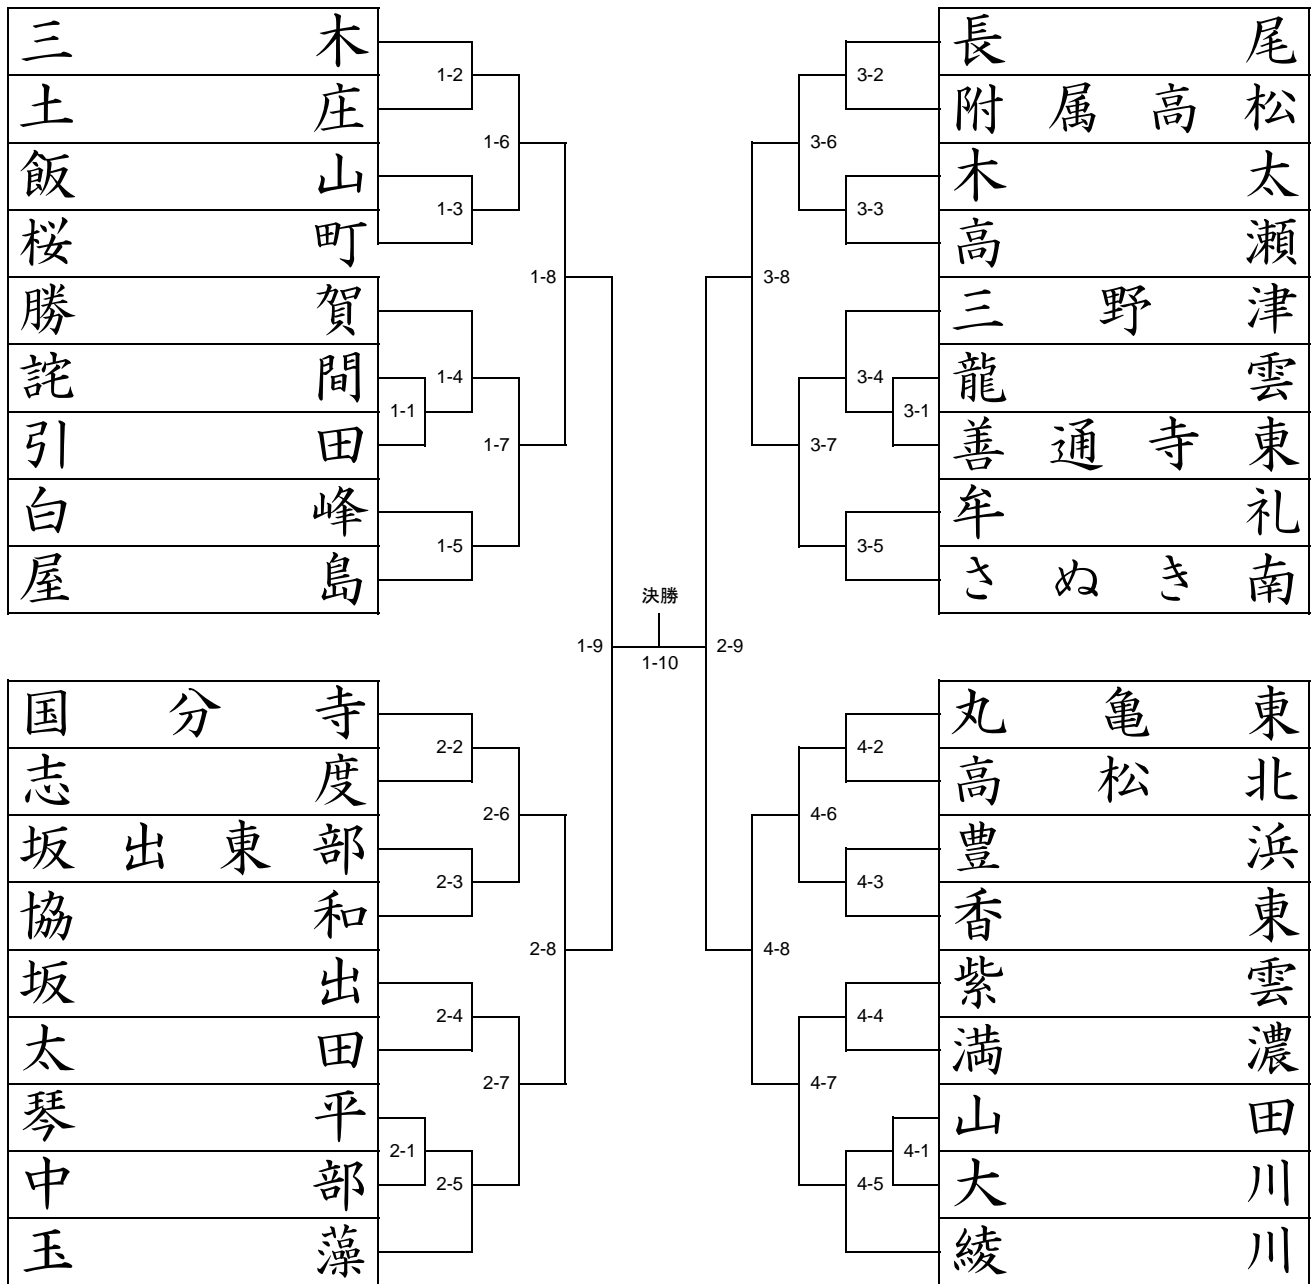 三木
土庄
1-2
飯山
桜町
1-3
1-6
勝賀
詫間
引田
1-1
1-4
白峰
屋島
1-5
1-7
1-8
国分寺
志度
2-2
坂出東部
協和
2-3
2-6
坂出
太田
2-4
琴平
中部
2-1
玉藻
2-5
2-7
2-8
1-9
決勝
1-10
2-9
長尾
附属高松
3-2
木太
高瀬
3-3
3-6
三野津
龍雲
善通寺東
3-1
3-4
牟礼
さぬき南
3-5
3-7
3-8
丸亀東
高松北
4-2
豊浜
香東
4-3
4-6
紫雲
満濃
4-4
山田
大川
4-1
綾川
4-5
4-7
4-8